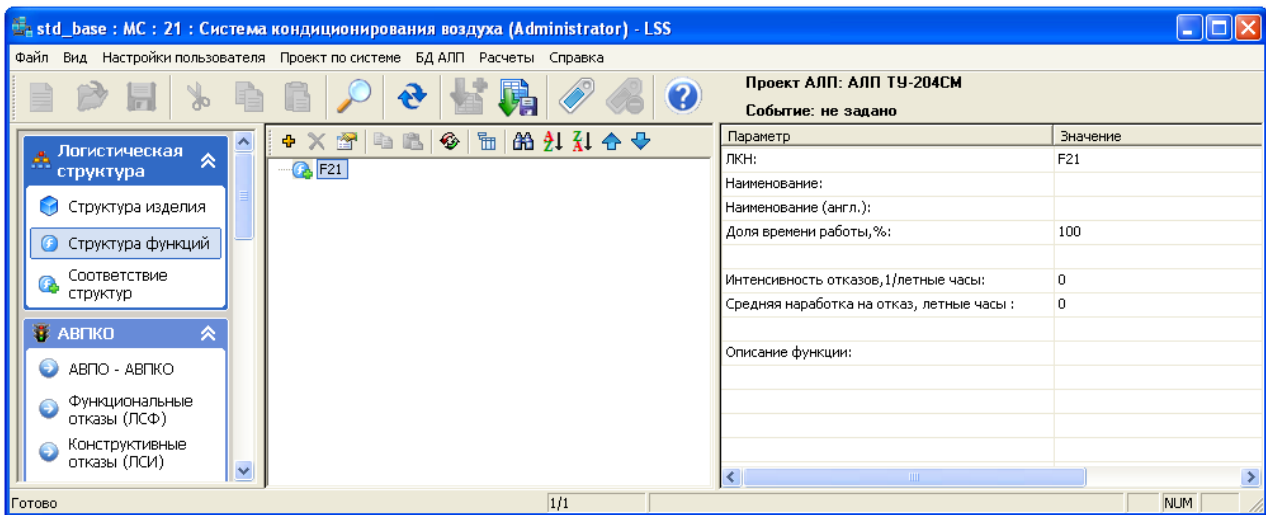 std_base : МС : 21 : Система кондиционирования воздуха (Administrator) - LSS
Файл Вид Настройки пользователя Проект по системе БД АЛП Расчеты Справка
Проект АЛП: АЛП ТУ-204СМ
Событие: не задано
Логистическая
структура
Структура изделия
Структура функций
Соответствие
структур
АВПКО
АВПО - АВПКО
Функциональные
отказы (ЛСФ)
Конструктивные
отказы (ЛСИ)
F21
Параметр Значение
ЛКН: F21
Наименование:
Наименование (англ.):
Доля времени работы,%: 100
Интенсивность отказов,1/летные часы: 0
Средняя наработка на отказ, летные часы : 0
Описание функции:
Готово 1/1 NUM